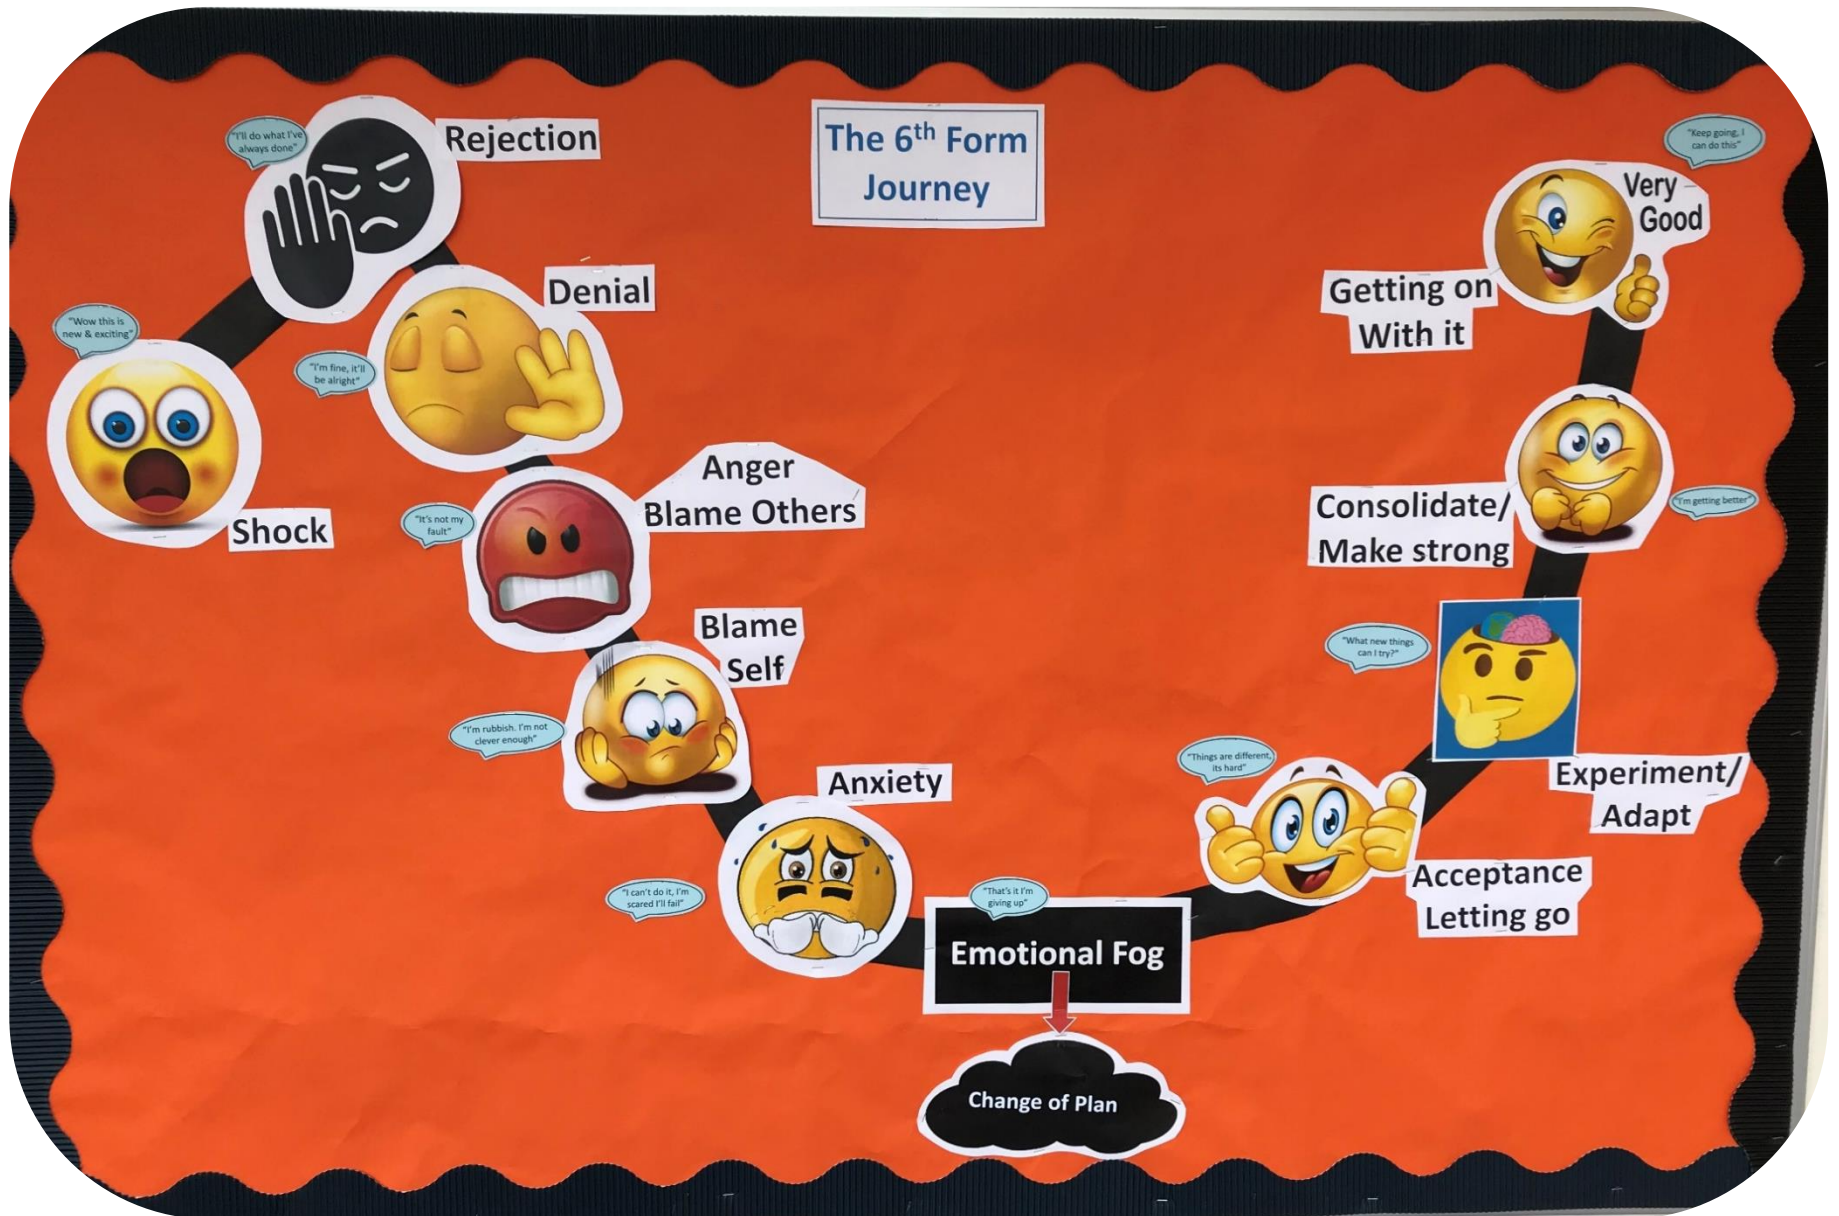 The 6th Form
Journey
"Wow this is
new & exciting"
Shock
"I'll do what I've
always done"
Rejection
"I'm fine, it'll
be alright"
Denial
"It's not my
fault"
Anger
Blame Others
"I'm rubbish. I'm not
clever enough"
Blame
Self
"I can't do it, I'm
scared I'll fail"
Anxiety
"That's it I'm
giving up"
Emotional Fog
Change of Plan
"Things are different,
its hard"
Acceptance
Letting go
"What new things
can I try?"
Experiment/
Adapt
"I'm getting better"
Consolidate/
Make strong
"Keep going, I
can do this"
Very
Good
Getting on
With it